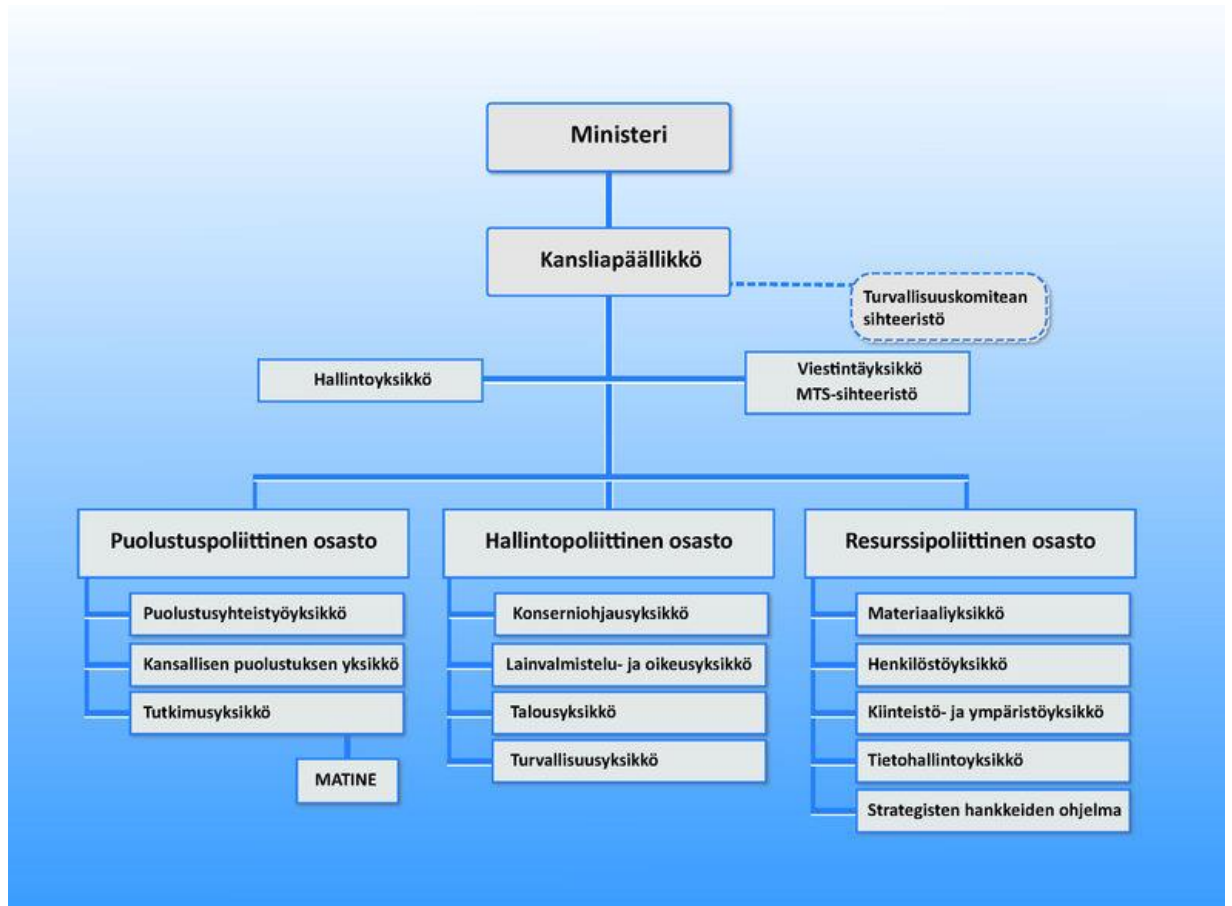 Ministeri
Kansliapäällikkö
Turvallisuuskomitean
sihteeristö
Hallintoyksikkö
Viestintäyksikkö
MTS-sihteeristö
Puolustuspoliittinen osasto
Puolustusyhteistyöyksikkö
Kansallisen puolustuksen yksikkö
Tutkimusyksikkö
MATINE
Hallintopoliittinen osasto
Konserniohjausyksikkö
Lainvalmistelu- ja oikeusyksikkö
Talousyksikkö
Turvallisuusyksikkö
Resurssipoliittinen osasto
Materiaaliyksikkö
Henkilöstöyksikkö
Kiinteistö- ja ympäristöyksikkö
Tietohallintoyksikkö
Strategisten hankkeiden ohjelma